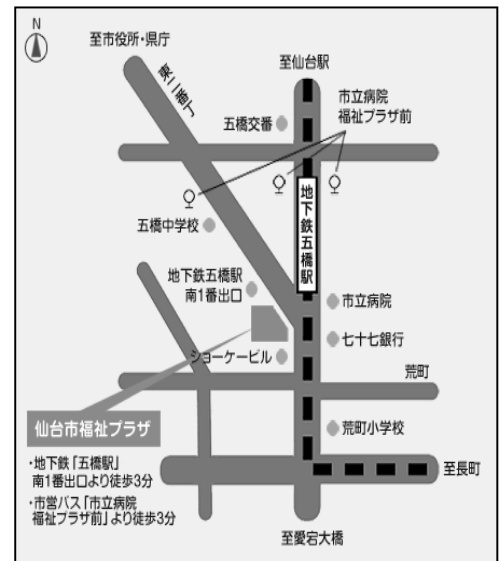 N
至市役所・県庁
東二番丁
至仙台駅
市立病院
福祉プラザ前
五橋交番
地下鉄五橋駅
五橋中学校
地下鉄五橋駅
南1番出口
市立病院
七十七銀行
ショーケービル
荒町
仙台市福祉プラザ
荒町小学校
・地下鉄「五橋駅」
南1番出口より徒歩3分
・市営バス「市立病院
福祉プラザ前」より徒歩3分
至長町
至愛宕大橋